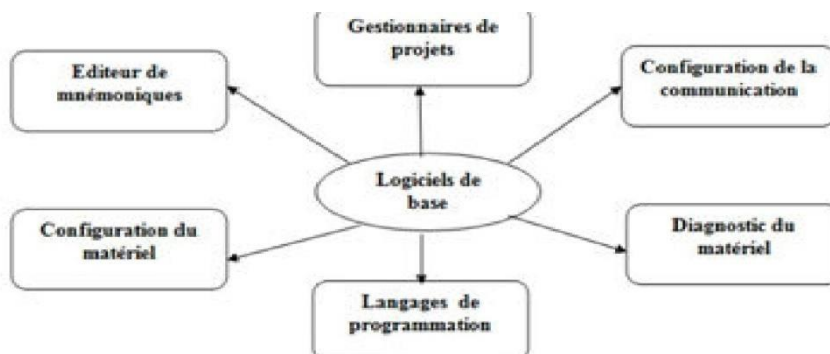 Gestionnaires de
projets
Editeur de
mnémoniques
Configuration de la
communication
Logiciels de
base
Configuration du
matériel
Diagnostic du
matériel
Langages de
programmation